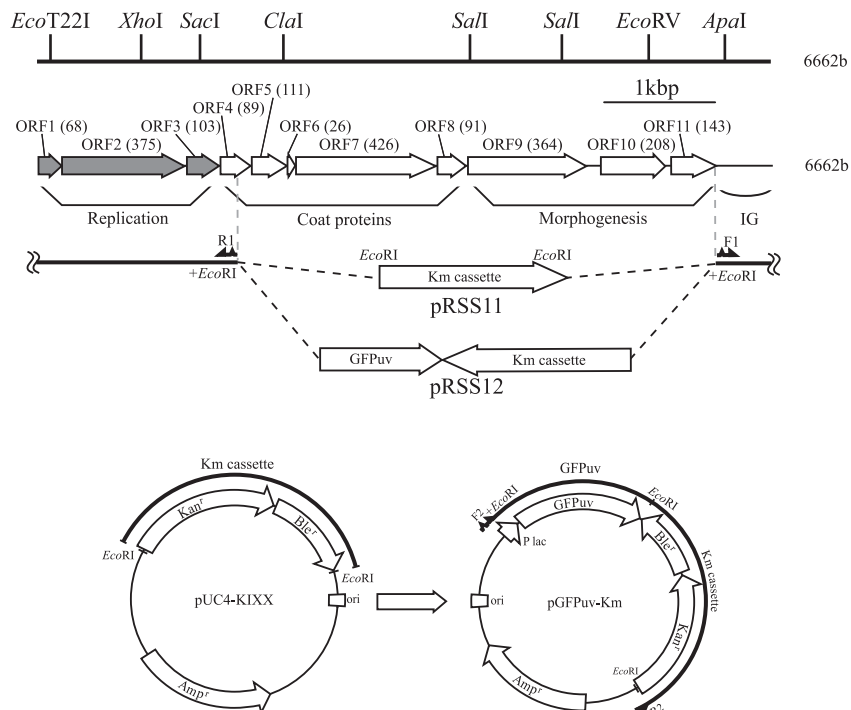 EcoT22I XhoI SacI ClaI SalI SalI EcoRV ApaI
6662b
1kbp
ORF5 (111)
ORF4 (89)
ORF1 (68) ORF3 (103) ORF6 (26) ORF8 (91) ORF11 (143)
ORF2 (375) ORF7 (426) ORF9 (364) ORF10 (208)
6662b
Replication Coat proteins Morphogenesis IG
R1 EcoRI EcoRI F1
+EcoRI Km cassette +EcoRI
pRSS11
GFPuv Km cassette
pRSS12
Km cassette
Kanr
Bler
EcoRI
EcoRI
pUC4-KIXX
ori
Ampr
GFPuv
F2 +EcoRI
EcoRI
GFPuv
P lac
Bler
Km cassette
ori
pGFPuv-Km
Kanr
EcoRI
Ampr